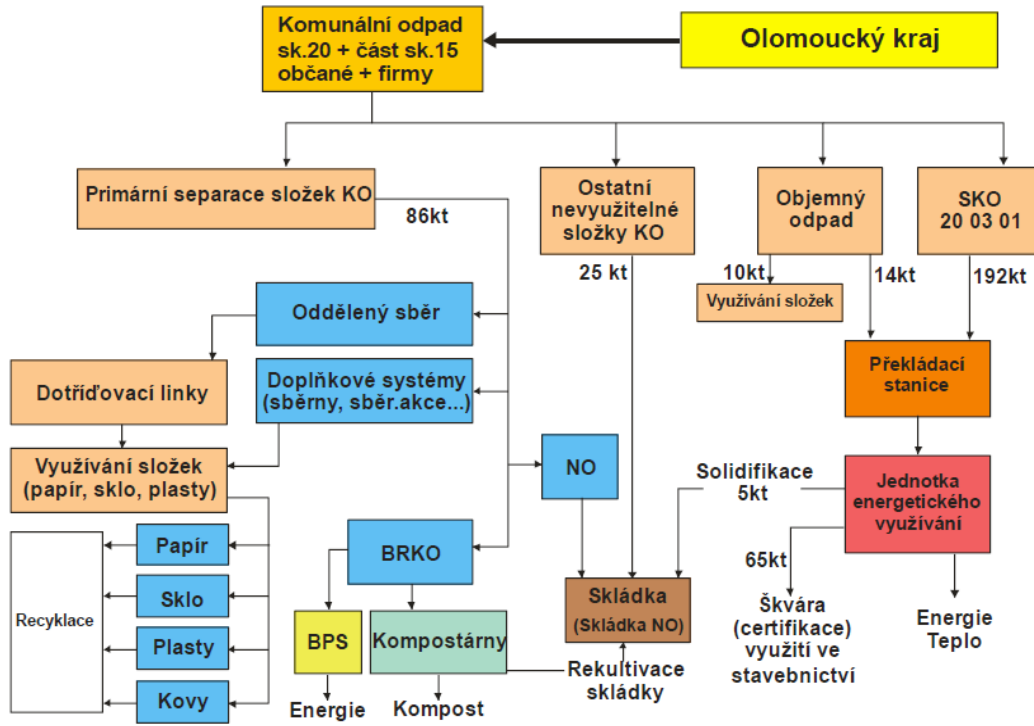 Komunální odpad
sk.20 + část sk.15
občané + firmy
Olomoucký kraj
Primární separace složek KO
86kt
Ostatní
nevyužitelné
složky KO
25 kt
Objemný
odpad
10kt
14kt
SKO
20 03 01
192kt
Využívání složek
Oddělený sběr
Překládací
stanice
Dotříďovací linky
Doplňkové systémy
(sběrny, sběr.akce...)
Využívání složek
(papír, sklo, plasty)
NO
Solidifikace
5kt
Jednotka
energetického
využívání
65kt
Recyklace
Papír
Sklo
Plasty
Kovy
BRKO
BPS
Kompostárny
Skládka
(Skládka NO)
Rekultivace
skládky
Energie
Kompost
Škvára
(certifikace)
využití ve
stavebnictví
Energie
Teplo